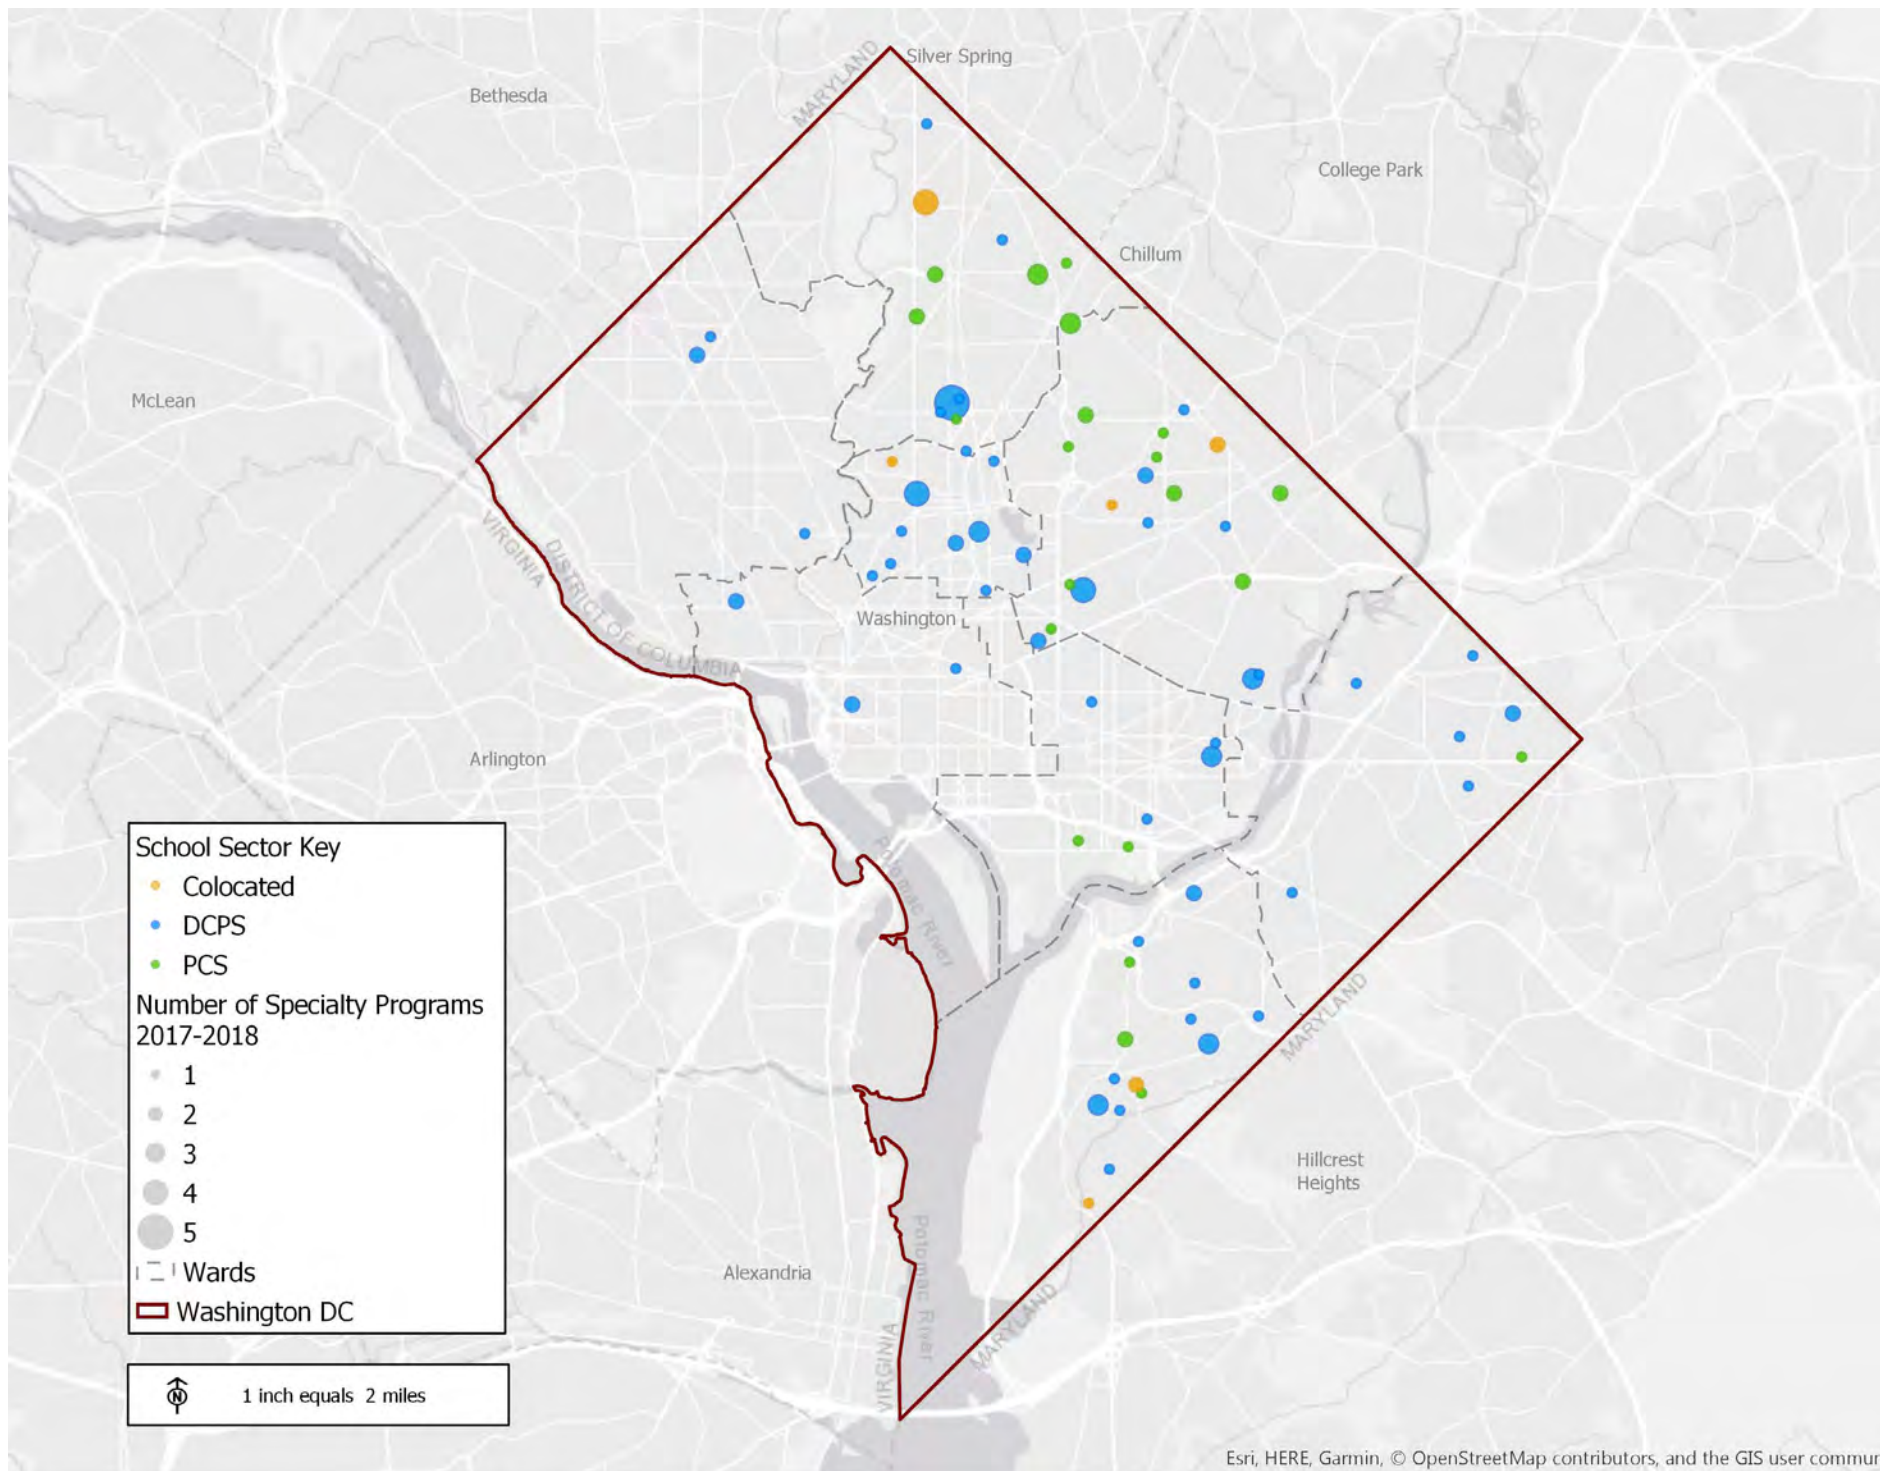 Silver Spring
MARYLAND
Bethesda
College Park
Chillum
McLean
VIRGINIA
DISTRICT OF COLUMBIA
Washington
Arlington
Potomac River
MARYLAND
Hillcrest
Heights
Alexandria
Potomac River
VIRGINIA
MARYLAND
School Sector Key
Colocated
DCPS
PCS
Number of Specialty Programs
2017-2018
1
2
3
4
5
Wards
Washington DC
N
1 inch equals 2 miles
Esri, HERE, Garmin, © OpenStreetMap contributors, and the GIS user commun